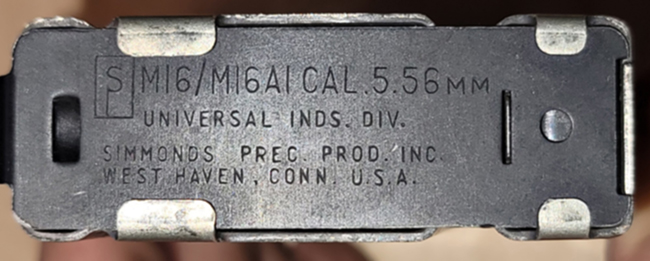 S M16/M16A1 CAL. 5.56MM
UNIVERSAL INDS. DIV.
SIMMONDS PREC. PROD. INC.
WEST HAVEN, CONN. U.S.A.